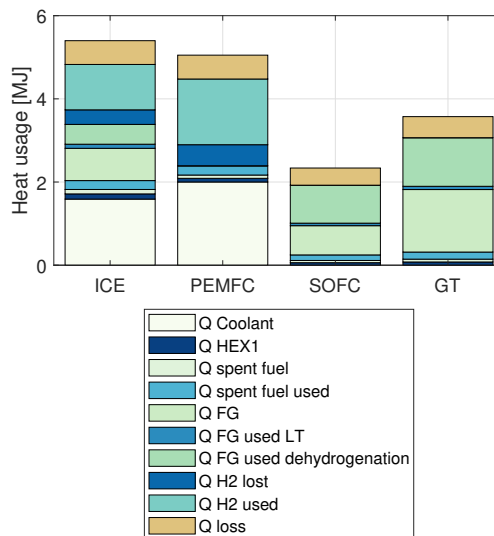 Heat usage [MJ]
6
4
2
0
ICE PEMFC SOFC GT
Q Coolant
Q HEX1
Q spent fuel
Q spent fuel used
Q FG
Q FG used LT
Q FG used dehydrogenation
Q H2 lost
Q H2 used
Q loss